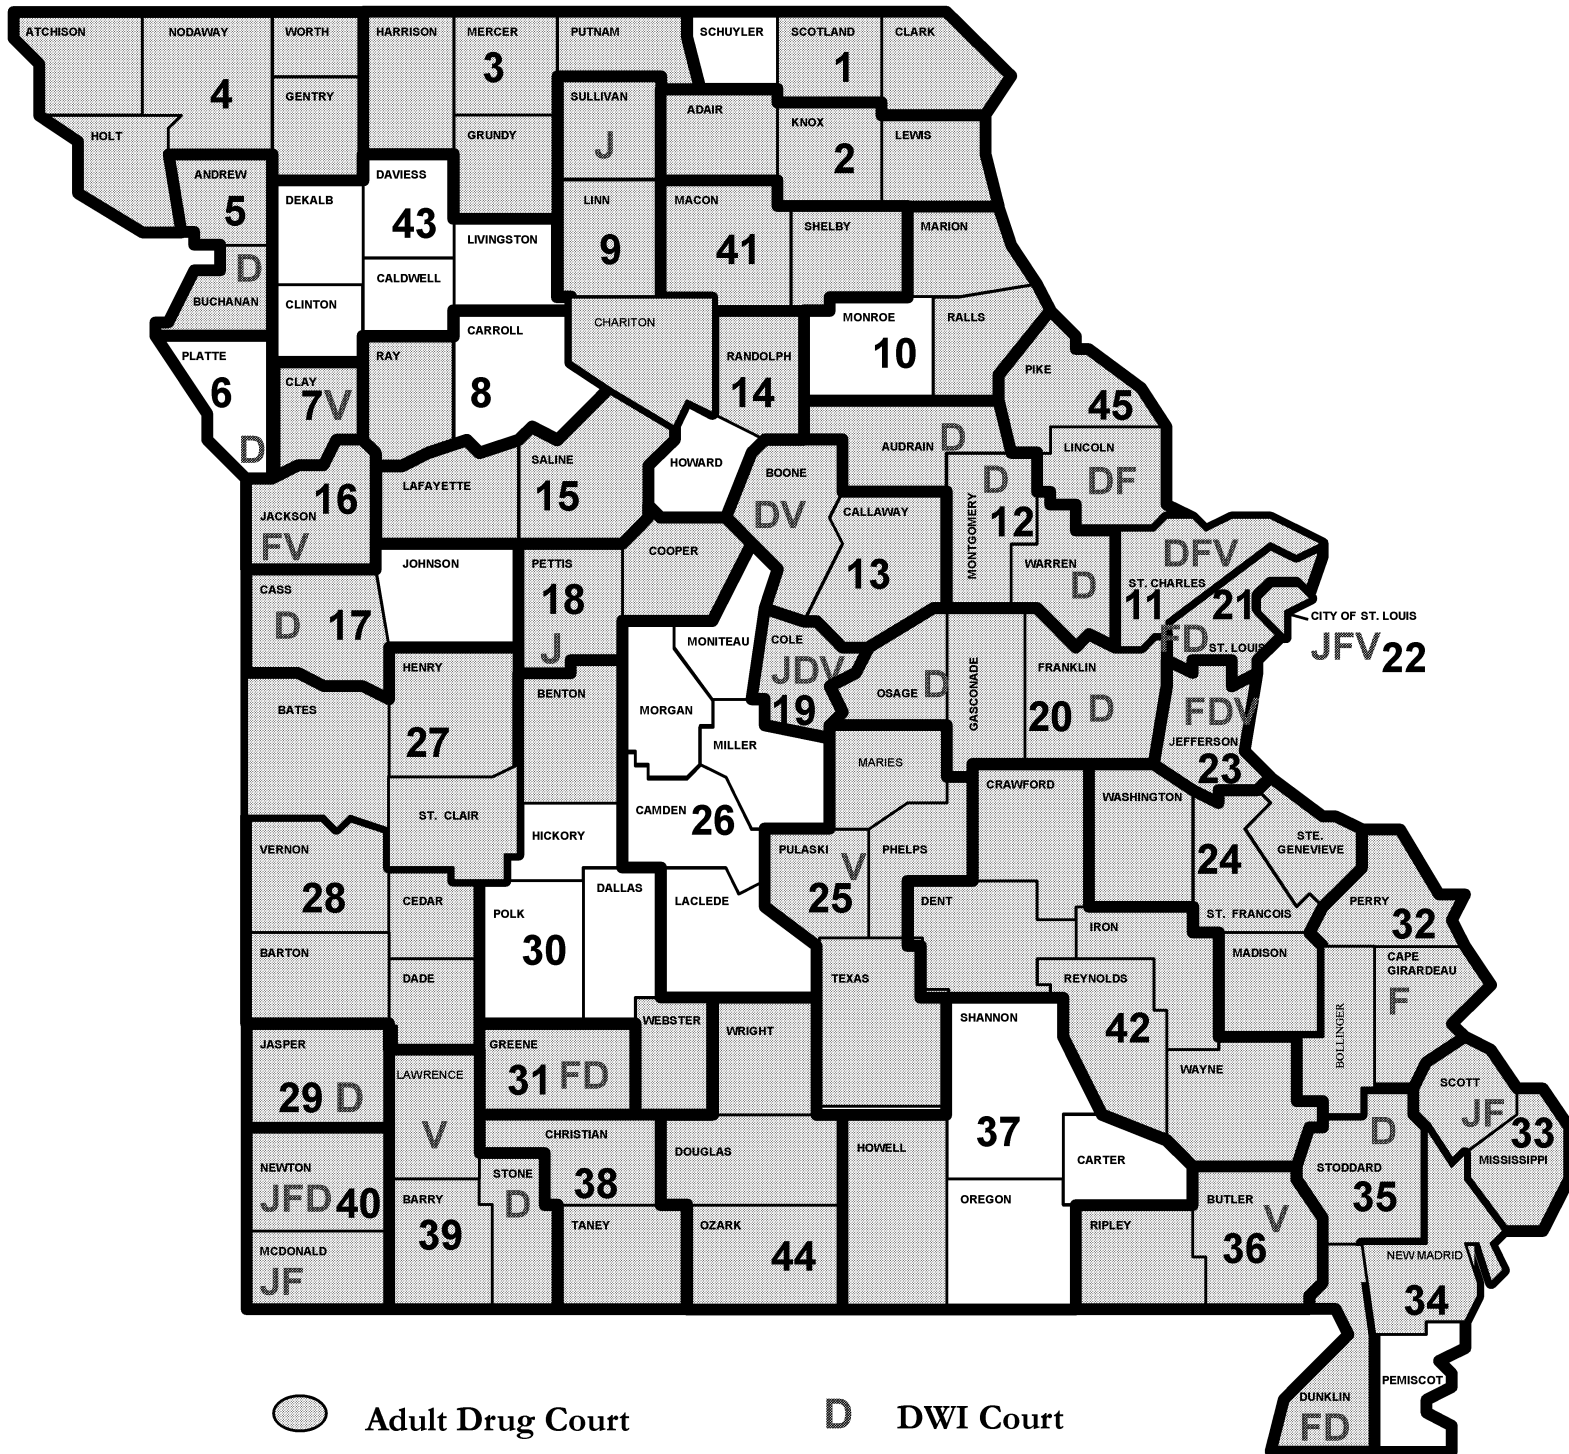 ATCHISON
NODAWAY
WORTH
HARRISON
MERCER
PUTNAM
SCHUYLER
SCOTLAND
CLARK
3
1
4
GENTRY
SULLIVAN
ADAIR
KNOX
LEWIS
HOLT
GRUNDY
J
2
ANDREW
DAVIESS
5
DEKALB
43
LINN
MACON
SHELBY
MARION
LIVINGSTON
9
41
D
CALDWELL
BUCHANAN
CLINTON
CARROLL
CHARITON
MONROE
RALLS
PLATTE
RAY
RANDOLPH
10
PIKE
6
CLAY
7 V
8
14
45
D
AUDRAIN D
LINCOLN
DF
HOWARD
SALINE
BOONE
LAFAYETTE
15
16
JACKSON
FV
DV
CALLAWAY
MONTGOMERY
D
12
COOPER
JOHNSON
PETTIS
18
J
13
WARREN
D
DFV
ST. CHARLES
11
21
CASS
D 17
CITY OF ST. LOUIS
JFV 22
FD
ST. LOUIS
MONITEAU
COLE
JDV
19
HENRY
BENTON
OSAGE D
GASCONADE
FRANKLIN
20 D
BATES
27
MORGAN
MILLER
FDV
JEFFERSON
23
MARIES
CRAWFORD
WASHINGTON
ST. CLAIR
CAMDEN 26
HICKORY
STE.
GENEVIEVE
VERNON
28
PULASKI
V
25
PHELPS
24
DALLAS
LACLEDE
CEDAR
POLK
30
DENT
IRON
ST. FRANCOIS
PERRY
32
BARTON
DADE
TEXAS
REYNOLDS
MADISON
CAPE
GIRARDEAU
F
BOLLINGER
WEBSTER
WRIGHT
SHANNON
42
JASPER
29 D
GREENE
31 FD
LAWRENCE
V
WAYNE
SCOTT
JF
33
MISSISSIPPI
CHRISTIAN
38
DOUGLAS
HOWELL
37
CARTER
D
STODDARD
35
NEWTON
JFD 40
STONE
D
BARRY
39
TANEY
OZARK
44
OREGON
RIPLEY
BUTLER
V
36
MCDONALD
JF
NEW MADRID
34
PEMISCOT
DUNKLIN
FD
Adult Drug Court
D DWI Court